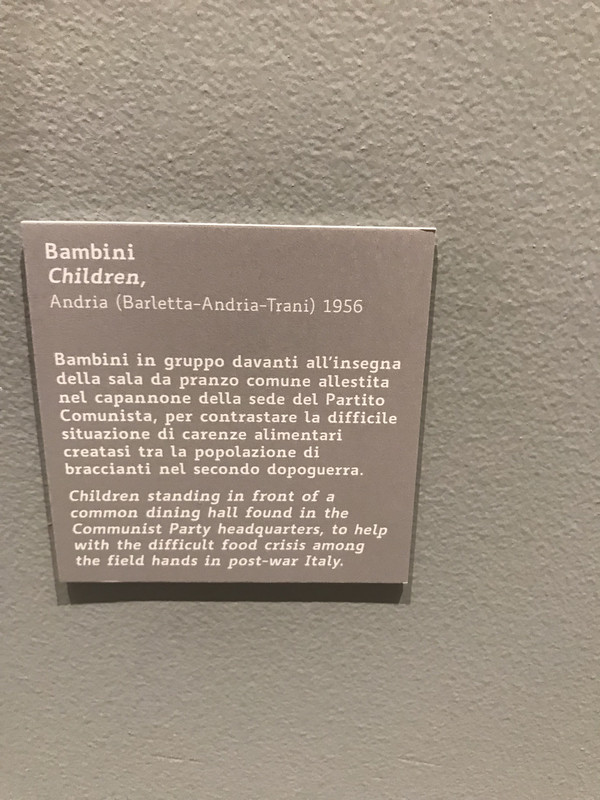 Bambini
Children,
Andria (Barletta-Andria-Trani) 1956
Bambini in gruppo davanti all'insegna
della sala da pranzo comune allestita
nel capannone della sede del Partito
Comunista, per contrastare la difficile
situazione di carenze alimentari
creatasi tra la popolazione di
braccianti nel secondo dopoguerra.
Children standing in front of a
common dining hall found in the
Communist Party headquarters, to help
with the difficult food crisis among
the field hands in post-war Italy.